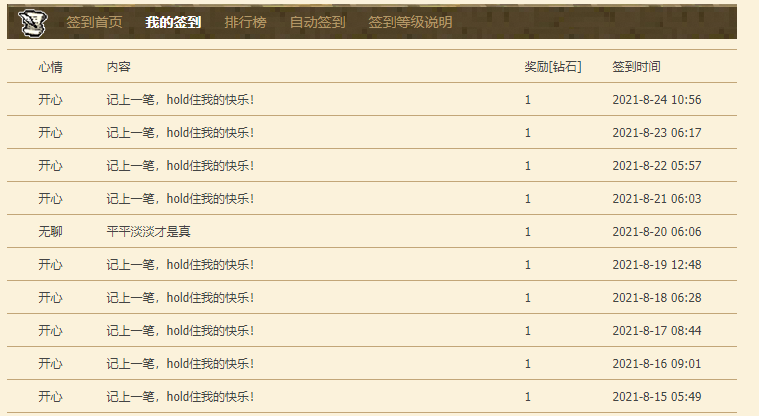 签到首页 我的签到 排行榜 自动签到 签到等级说明
心情 内容 奖励[钻石] 签到时间
开心 记上一笔，hold住我的快乐！ 1 2021-8-24 10:56
开心 记上一笔，hold住我的快乐！ 1 2021-8-23 06:17
开心 记上一笔，hold住我的快乐！ 1 2021-8-22 05:57
开心 记上一笔，hold住我的快乐！ 1 2021-8-21 06:03
无聊 平平淡淡才是真 1 2021-8-20 06:06
开心 记上一笔，hold住我的快乐！ 1 2021-8-19 12:48
开心 记上一笔，hold住我的快乐！ 1 2021-8-18 06:28
开心 记上一笔，hold住我的快乐！ 1 2021-8-17 08:44
开心 记上一笔，hold住我的快乐！ 1 2021-8-16 09:01
开心 记上一笔，hold住我的快乐！ 1 2021-8-15 05:49